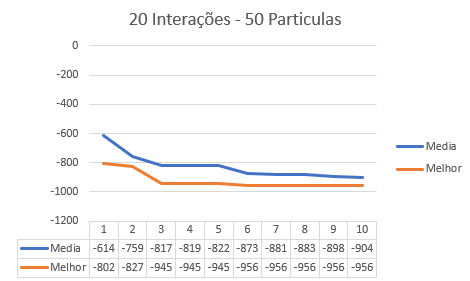 20 Interações - 50 Particulas
0
-200
-400
-600
-800
-1000
-1200
Media
Melhor
1 2 3 4 5 6 7 8 9 10
Media -614 -759 -817 -819 -822 -873 -881 -883 -898 -904
Melhor -802 -827 -945 -945 -945 -956 -956 -956 -956 -956